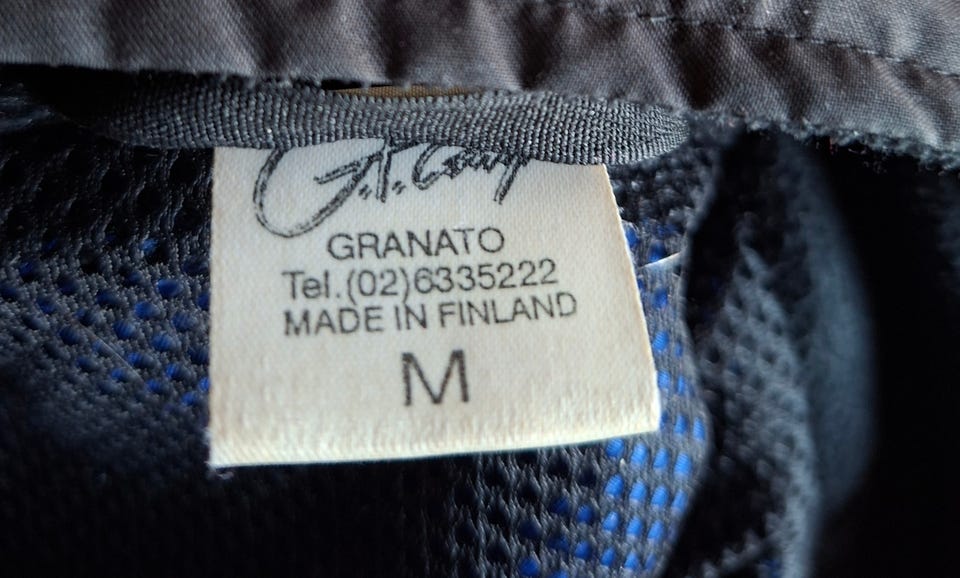 G.T.
GRANATO
Tel.(02)6335222
MADE IN FINLAND
M